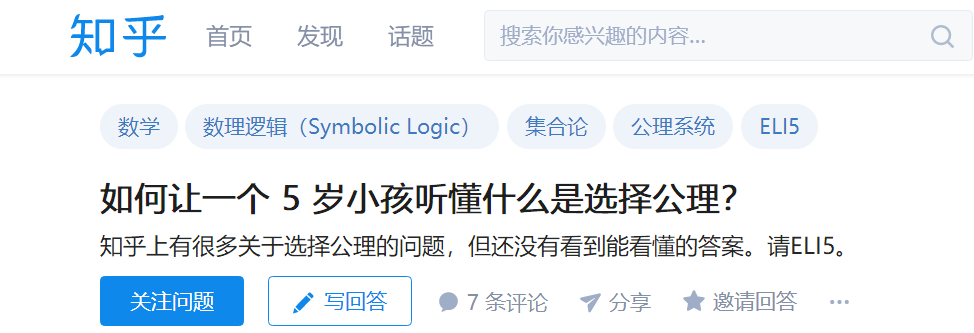 知乎 首页 发现 话题 搜索你感兴趣的内容...
数学 数理逻辑（Symbolic Logic） 集合论 公理系统 ELI5
如何让一个 5 岁小孩听懂什么是选择公理？
知乎上有很多关于选择公理的问题，但还没有看到能看懂的答案。请ELI5。
关注问题 写回答 7 条评论 分享 邀请回答 ...